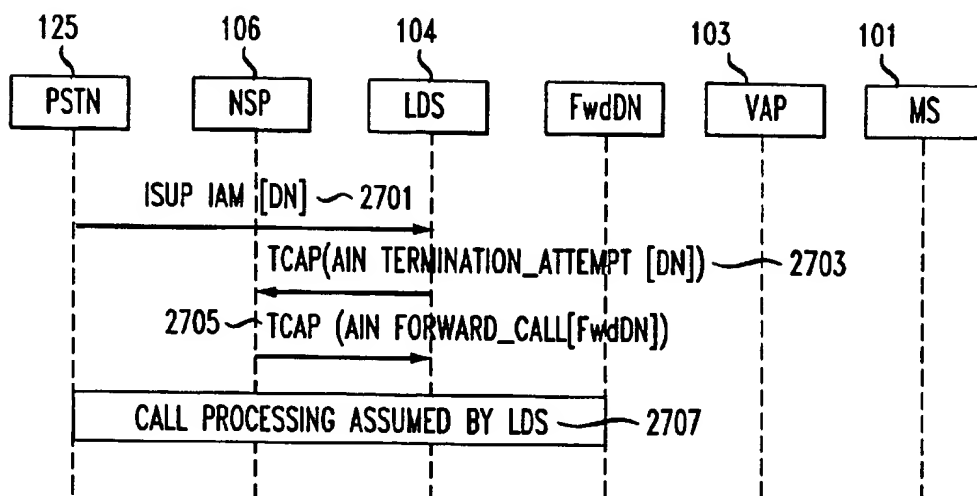 125 106 104 103 101
PSTN NSP LDS FwdDN VAP MS
ISUP IAM [DN] 2701
TCAP(AIN TERMINATION_ATTEMPT [DN]) 2703
2705 TCAP (AIN FORWARD_CALL[FwdDN])
CALL PROCESSING ASSUMED BY LDS 2707